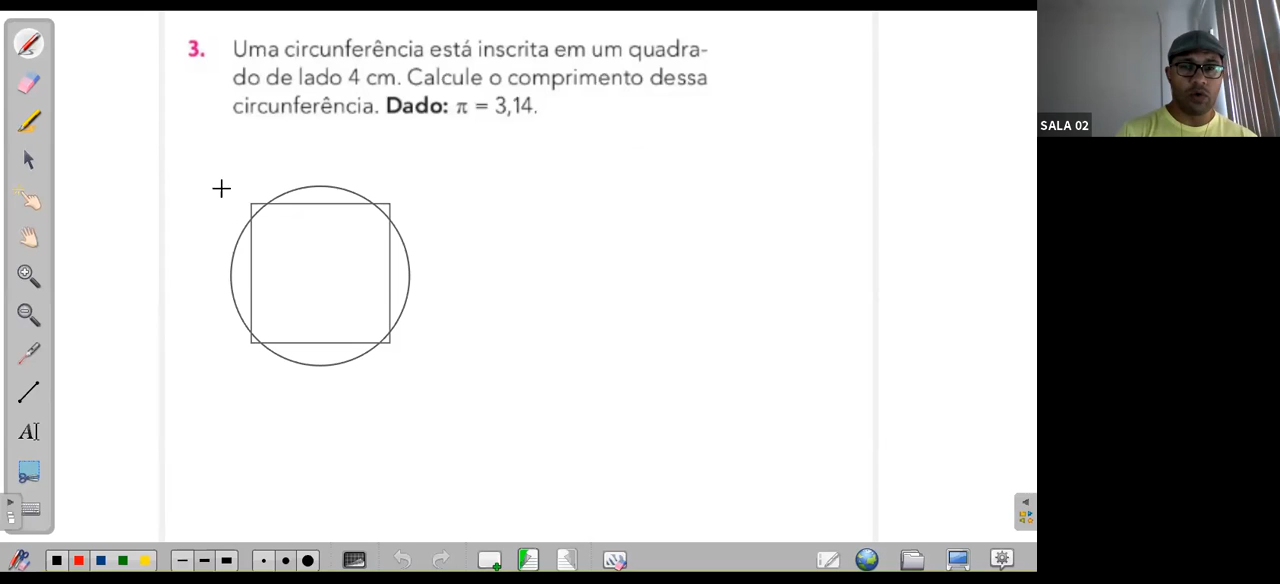 3. Uma circunferência está inscrita em um quadra-
do de lado 4 cm. Calcule o comprimento dessa
circunferência. Dado: π = 3,14.
SALA 02